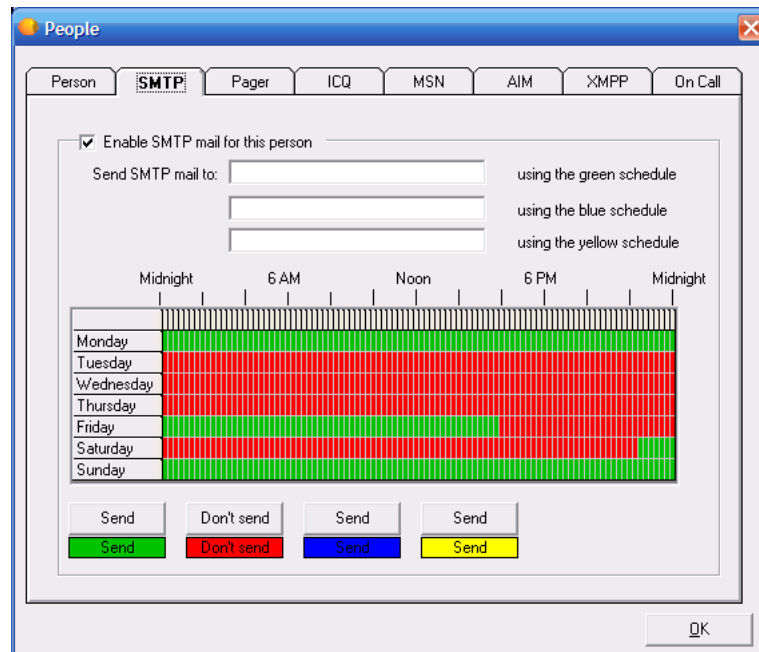 People
Person SMTP Pager ICQ MSN AIM XMPP On Call
Enable SMTP mail for this person
Send SMTP mail to: using the green schedule
using the blue schedule
using the yellow schedule
Midnight 6 AM Noon 6 PM Midnight
Monday
Tuesday
Wednesday
Thursday
Friday
Saturday
Sunday
Send Don't send Send Send
Send Don't send Send Send
OK